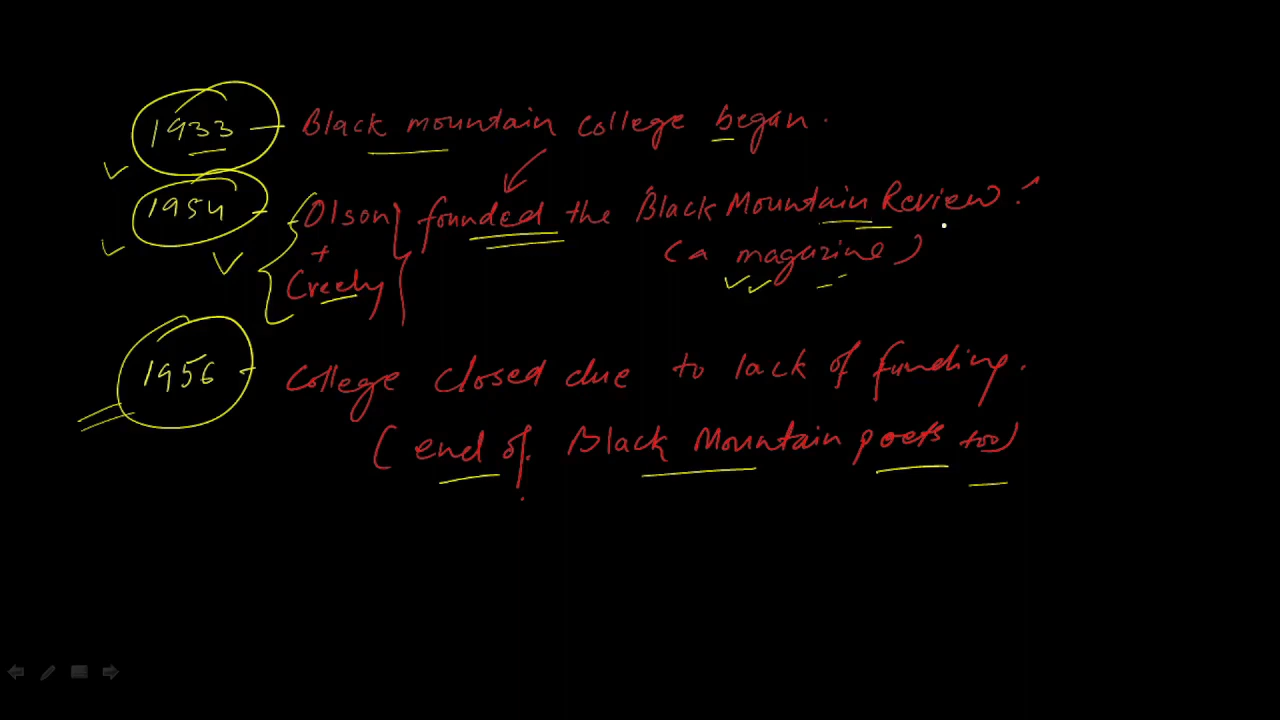 1933 - Black mountain college began.
1954 - Olson founded the Black Mountain Review.
+ (a magazine)
Creely
1956 - College closed due to lack of funding.
(end of Black Mountain poets too)